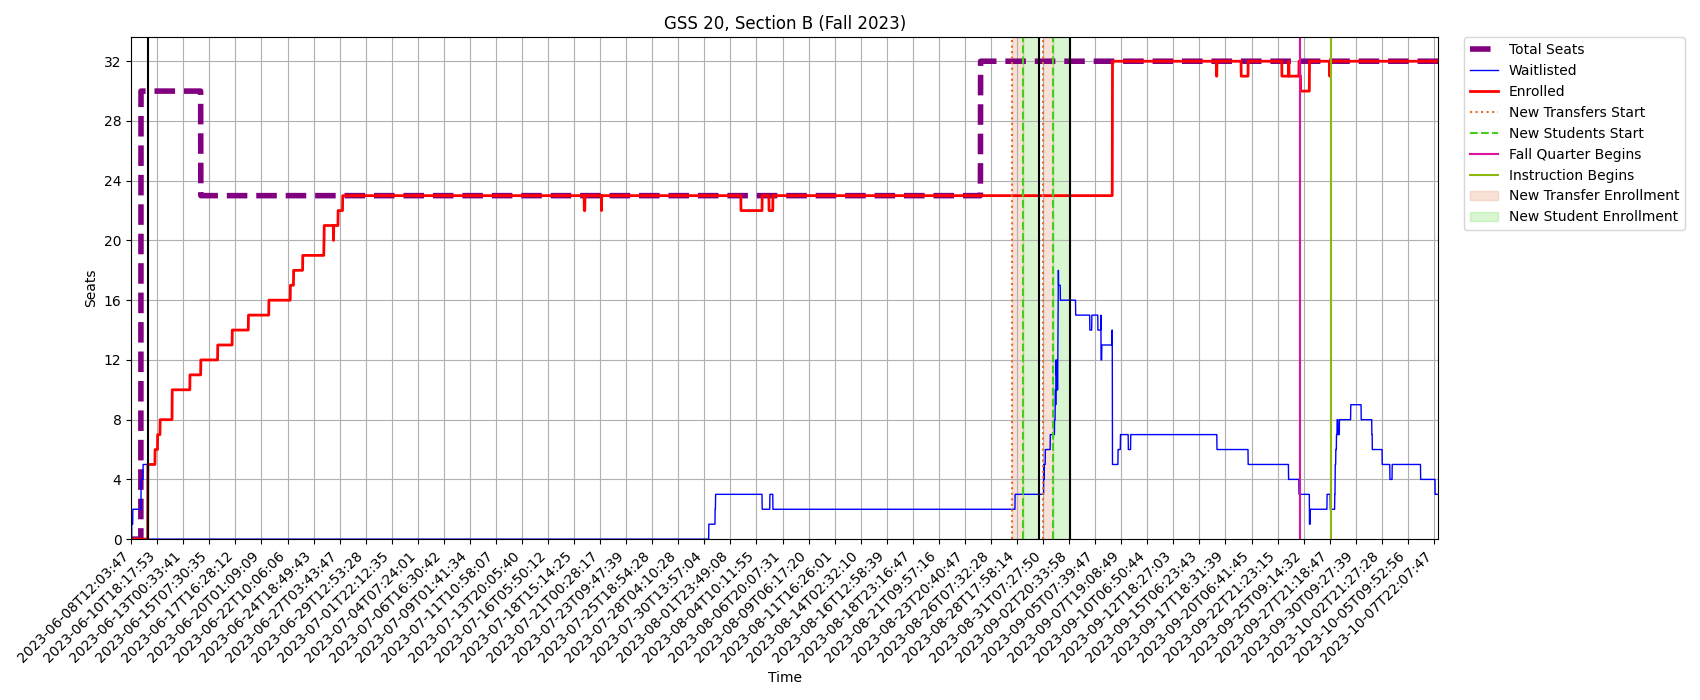 GSS 20, Section B (Fall 2023)
Seats
32
28
24
20
16
12
8
4
0
2023-06-08T12:03:47
2023-06-10T18:17:53
2023-06-13T00:33:41
2023-06-15T07:30:35
2023-06-17T16:28:12
2023-06-20T01:09:09
2023-06-22T10:06:06
2023-06-24T18:49:43
2023-06-27T03:43:47
2023-06-29T12:53:28
2023-07-01T22:12:35
2023-07-04T07:24:01
2023-07-06T16:30:42
2023-07-09T01:41:34
2023-07-11T10:58:07
2023-07-13T20:05:40
2023-07-16T05:50:12
2023-07-18T15:14:25
2023-07-21T00:28:17
2023-07-23T09:47:39
2023-07-25T18:54:28
2023-07-28T04:10:28
2023-07-30T13:57:04
2023-08-01T23:49:08
2023-08-04T10:11:55
2023-08-06T20:07:31
2023-08-09T06:17:20
2023-08-11T16:26:01
2023-08-14T02:32:10
2023-08-16T12:58:39
2023-08-18T23:16:47
2023-08-21T09:57:16
2023-08-23T20:40:47
2023-08-26T07:32:28
2023-08-28T17:58:14
2023-08-31T07:27:50
2023-09-02T20:33:58
2023-09-05T07:39:47
2023-09-07T19:08:49
2023-09-10T06:50:44
2023-09-12T18:27:03
2023-09-15T06:23:43
2023-09-17T18:31:39
2023-09-20T06:41:45
2023-09-22T21:23:15
2023-09-25T09:14:32
2023-09-27T21:18:47
2023-09-30T09:27:39
2023-10-02T21:27:28
2023-10-05T09:52:56
2023-10-07T22:07:47
Time
Total Seats
Waitlisted
Enrolled
New Transfers Start
New Students Start
Fall Quarter Begins
Instruction Begins
New Transfer Enrollment
New Student Enrollment